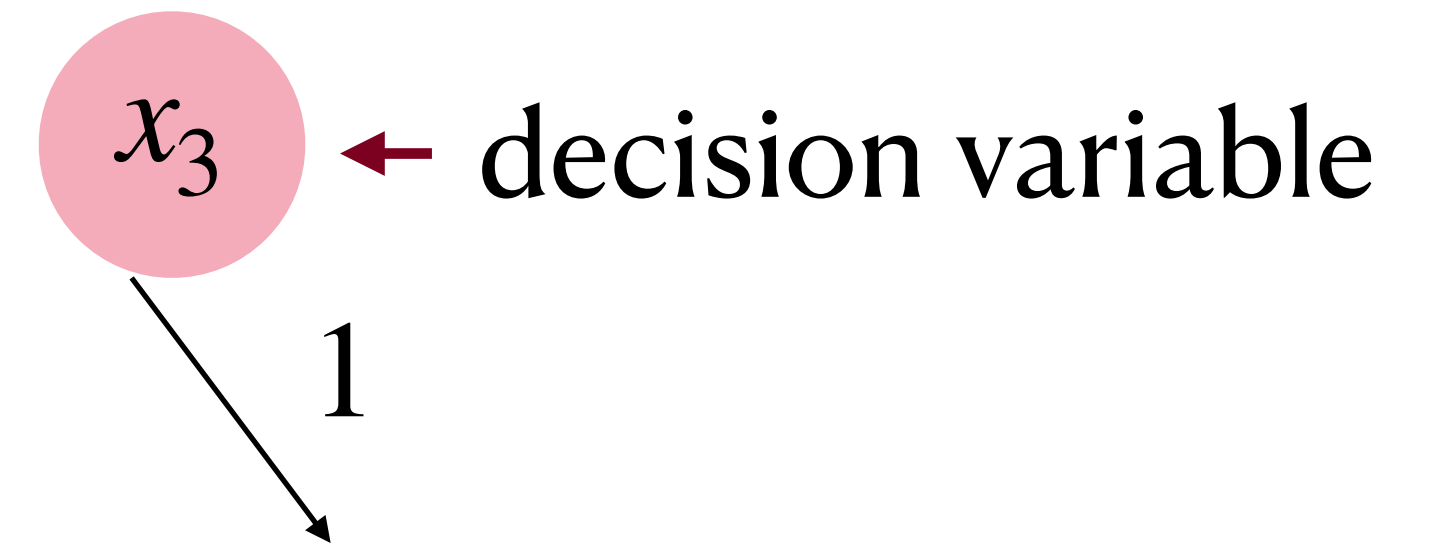 x₃ decision variable
1